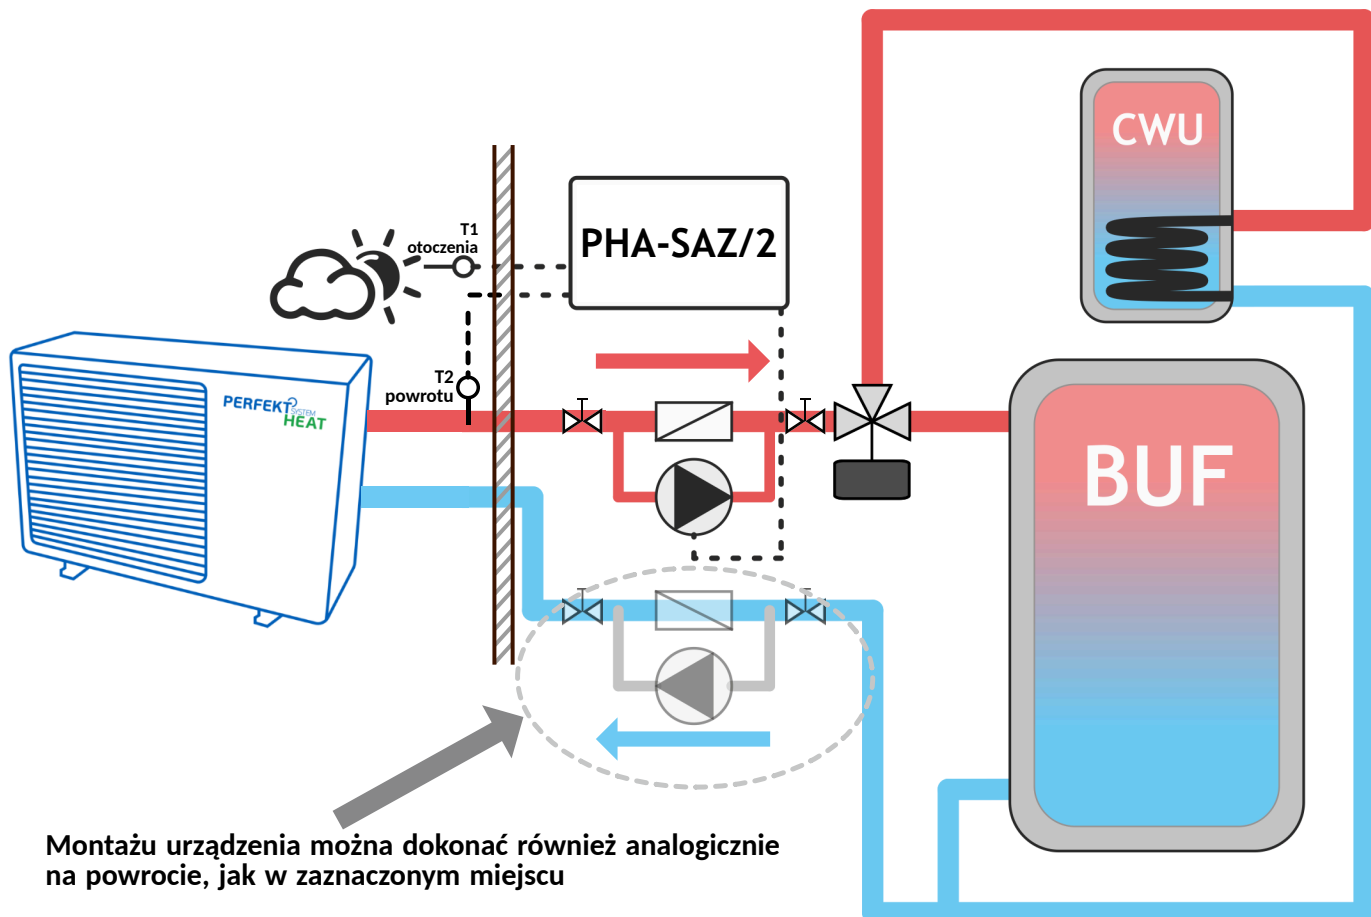 CWU
T1
otoczenia
PHA-SAZ/2
T2
powrotu
PERFEKT
SYSTEM
HEAT
BUF
Montażu urządzenia można dokonać również analogicznie
na powrocie, jak w zaznaczonym miejscu